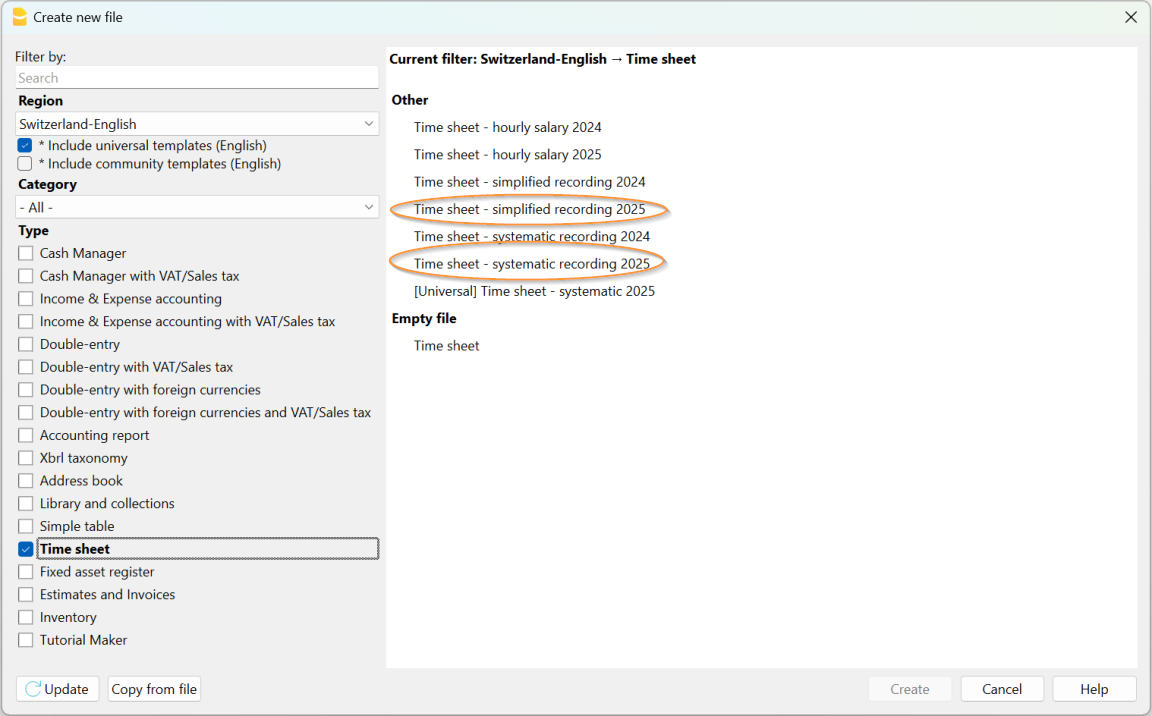 Create new file
Filter by:
Search
Region
Switzerland-English
* Include universal templates (English)
* Include community templates (English)
Category
- All -
Type
Cash Manager
Cash Manager with VAT/Sales tax
Income & Expense accounting
Income & Expense accounting with VAT/Sales tax
Double-entry
Double-entry with VAT/Sales tax
Double-entry with foreign currencies
Double-entry with foreign currencies and VAT/Sales tax
Accounting report
Xbrl taxonomy
Address book
Library and collections
Simple table
Time sheet
Fixed asset register
Estimates and Invoices
Inventory
Tutorial Maker
Current filter: Switzerland-English → Time sheet
Other
Time sheet - hourly salary 2024
Time sheet - hourly salary 2025
Time sheet - simplified recording 2024
Time sheet - simplified recording 2025
Time sheet - systematic recording 2024
Time sheet - systematic recording 2025
[Universal] Time sheet - systematic 2025
Empty file
Time sheet
Update
Copy from file
Create
Cancel
Help